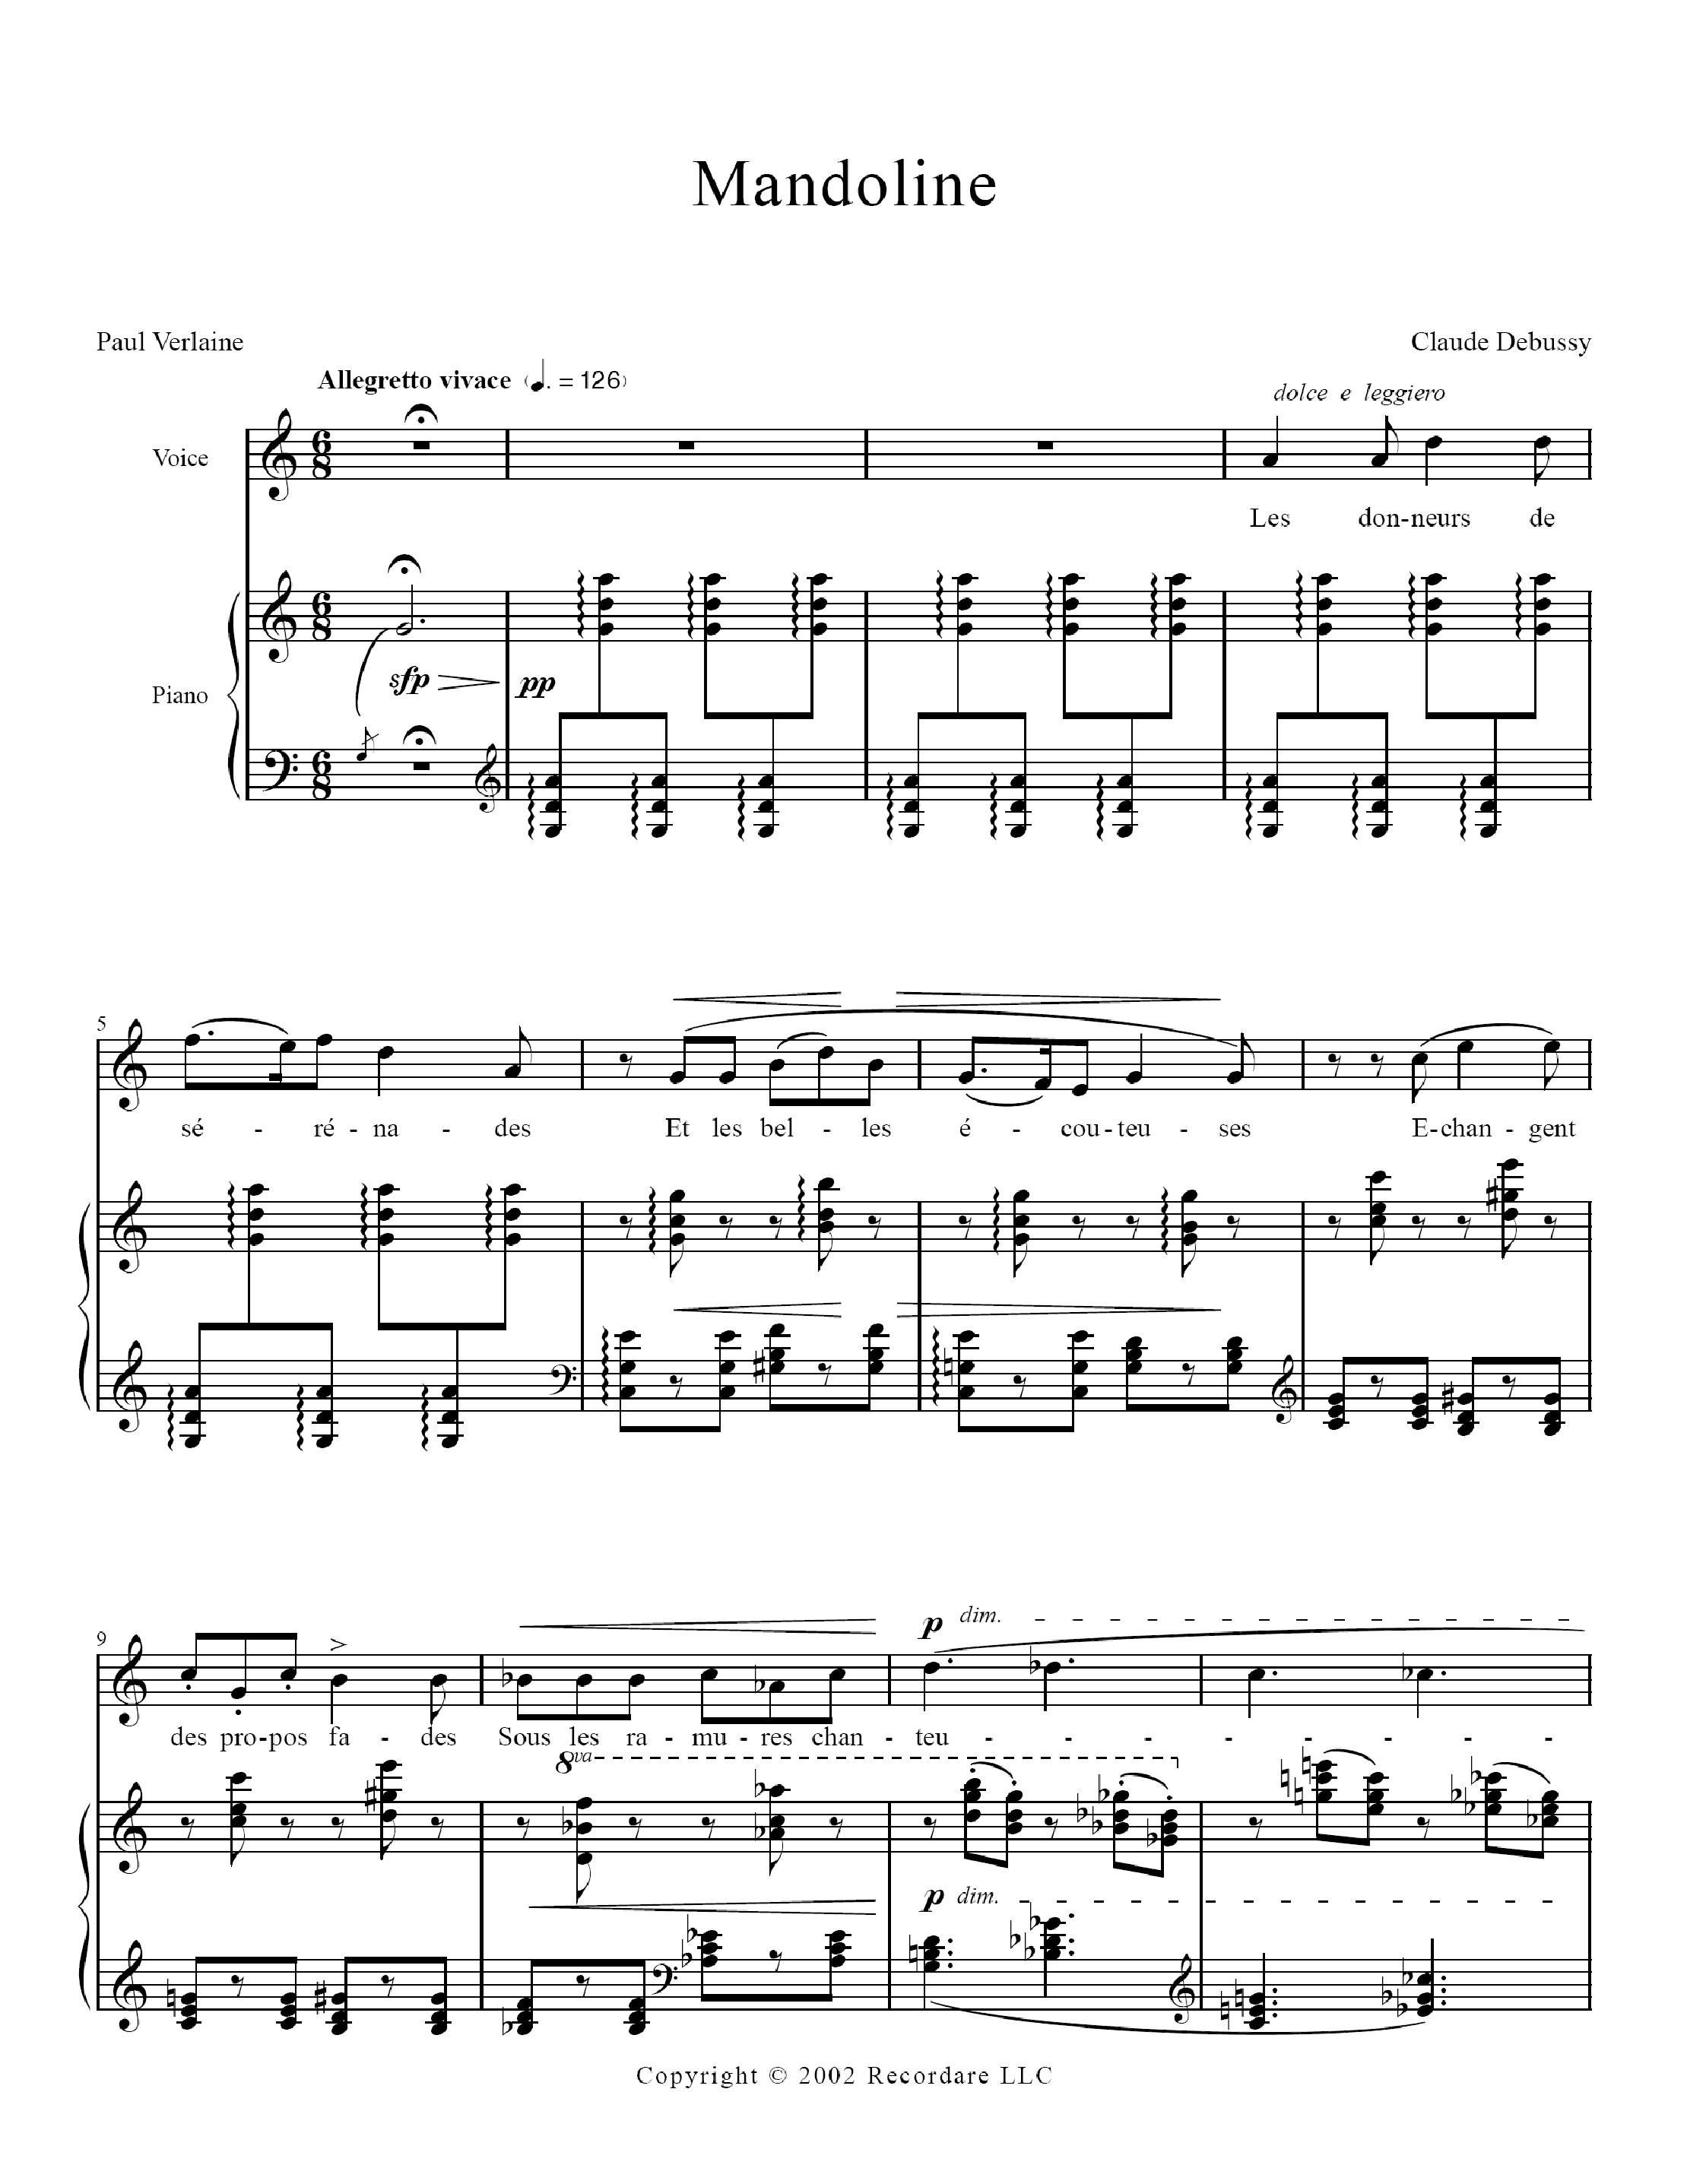 Mandoline
Paul Verlaine
Claude Debussy
Allegretto vivace (♩. = 126)
dolce e leggiero
Voice
Les don-neurs de
sfp
pp
Piano
5
sé - ré - na - des Et les bel - les é - cou - teu - ses E-chan - gent
9
p dim.
des pro-pos fa - des Sous les ra - mu - res chan - teu - - - - - - - -
8va
p dim.
Copyright © 2002 Recordare LLC